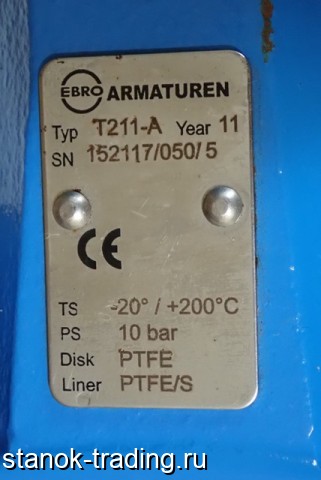 EBRO ARMATUREN
Typ T211-A Year 11
SN 152117/050/5
CE
TS -20° / +200°C
PS 10 bar
Disk PTFE
Liner PTFE/S
stanok-trading.ru